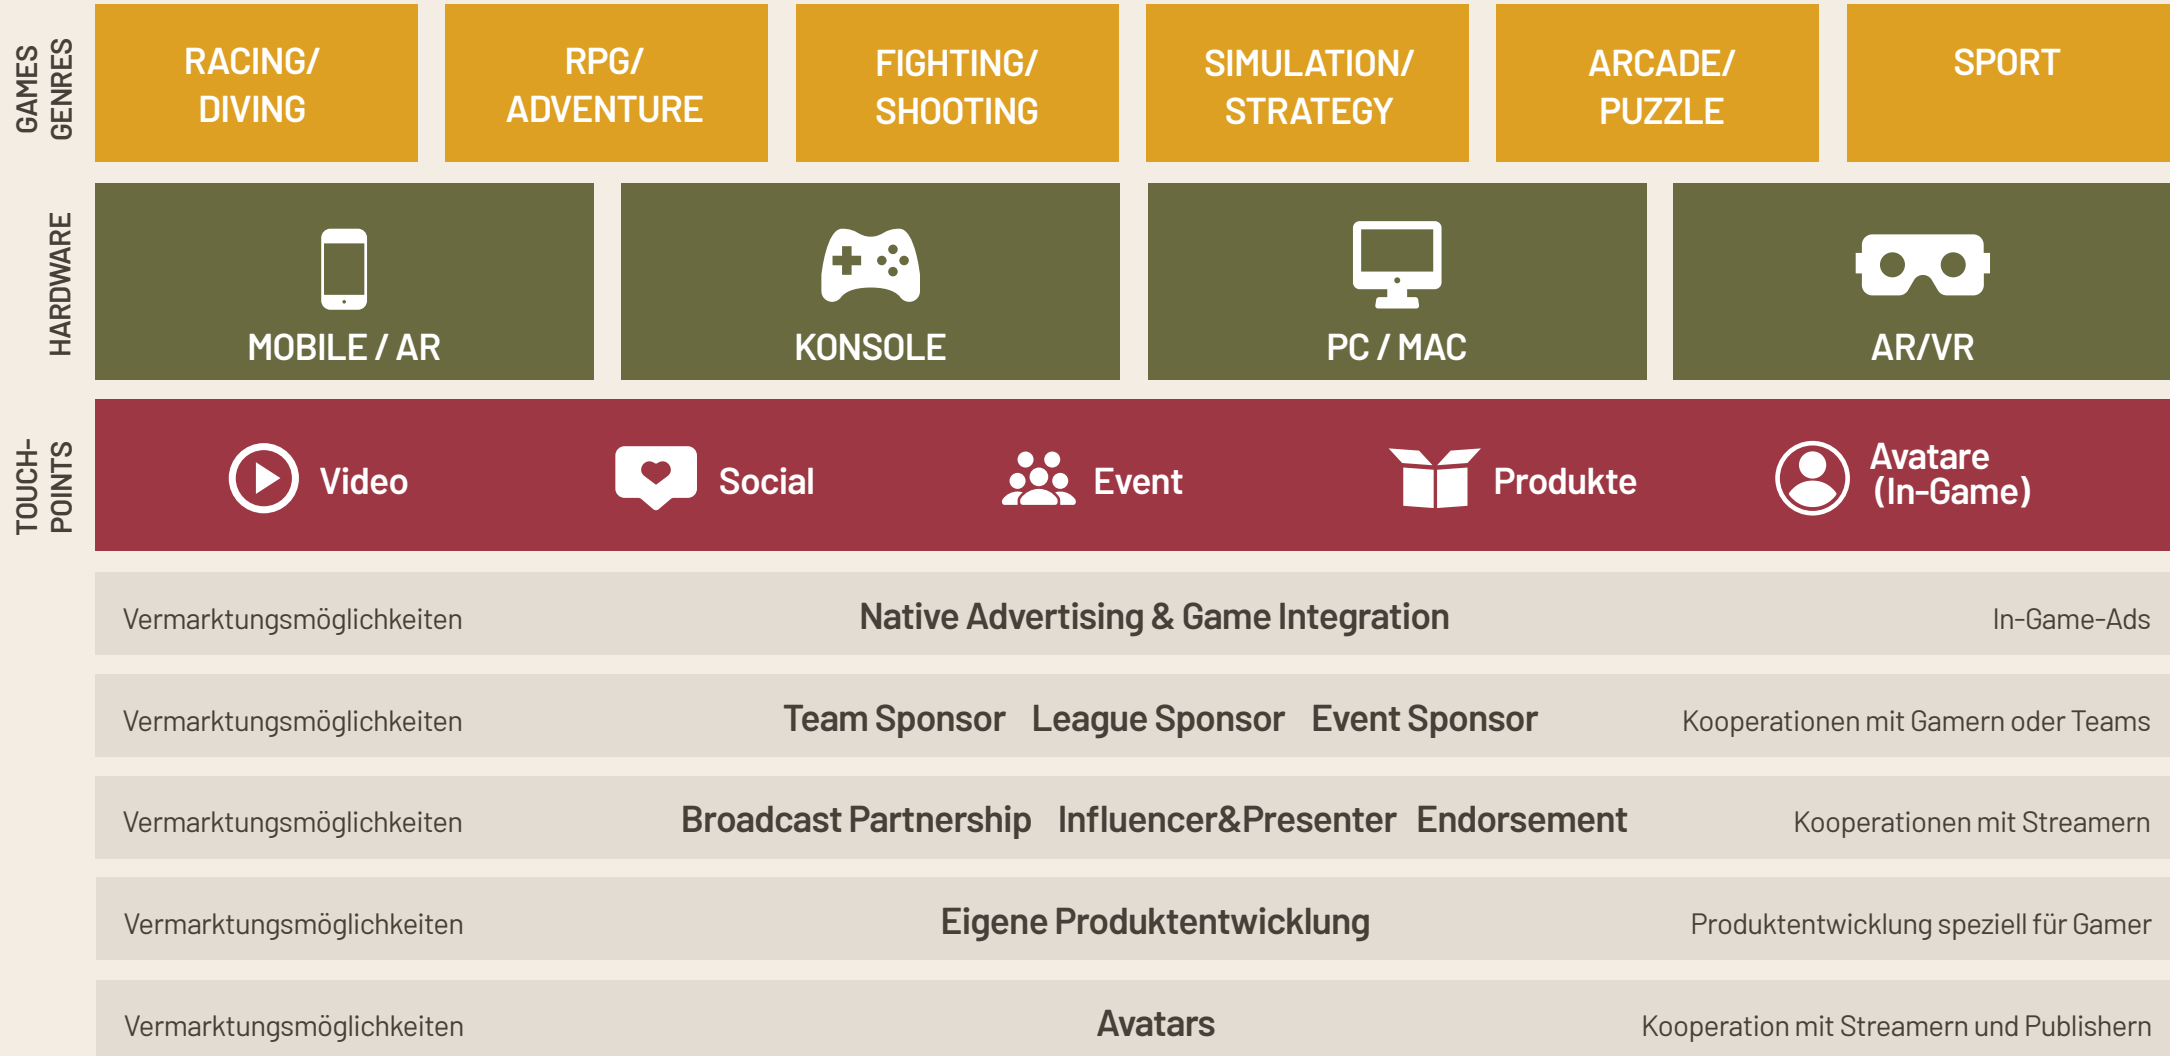 GAMES
GENRES
RACING/
DIVING
RPG/
ADVENTURE
FIGHTING/
SHOOTING
SIMULATION/
STRATEGY
ARCADE/
PUZZLE
SPORT
HARDWARE
MOBILE / AR
KONSOLE
PC / MAC
AR/VR
TOUCH-
POINTS
Video
Social
Event
Produkte
Avatare
(In-Game)
Vermarktungsmöglichkeiten Native Advertising & Game Integration In-Game-Ads
Vermarktungsmöglichkeiten Team Sponsor League Sponsor Event Sponsor Kooperationen mit Gamern oder Teams
Vermarktungsmöglichkeiten Broadcast Partnership Influencer&Presenter Endorsement Kooperationen mit Streamern
Vermarktungsmöglichkeiten Eigene Produktentwicklung Produktentwicklung speziell für Gamer
Vermarktungsmöglichkeiten Avatars Kooperation mit Streamern und Publishern